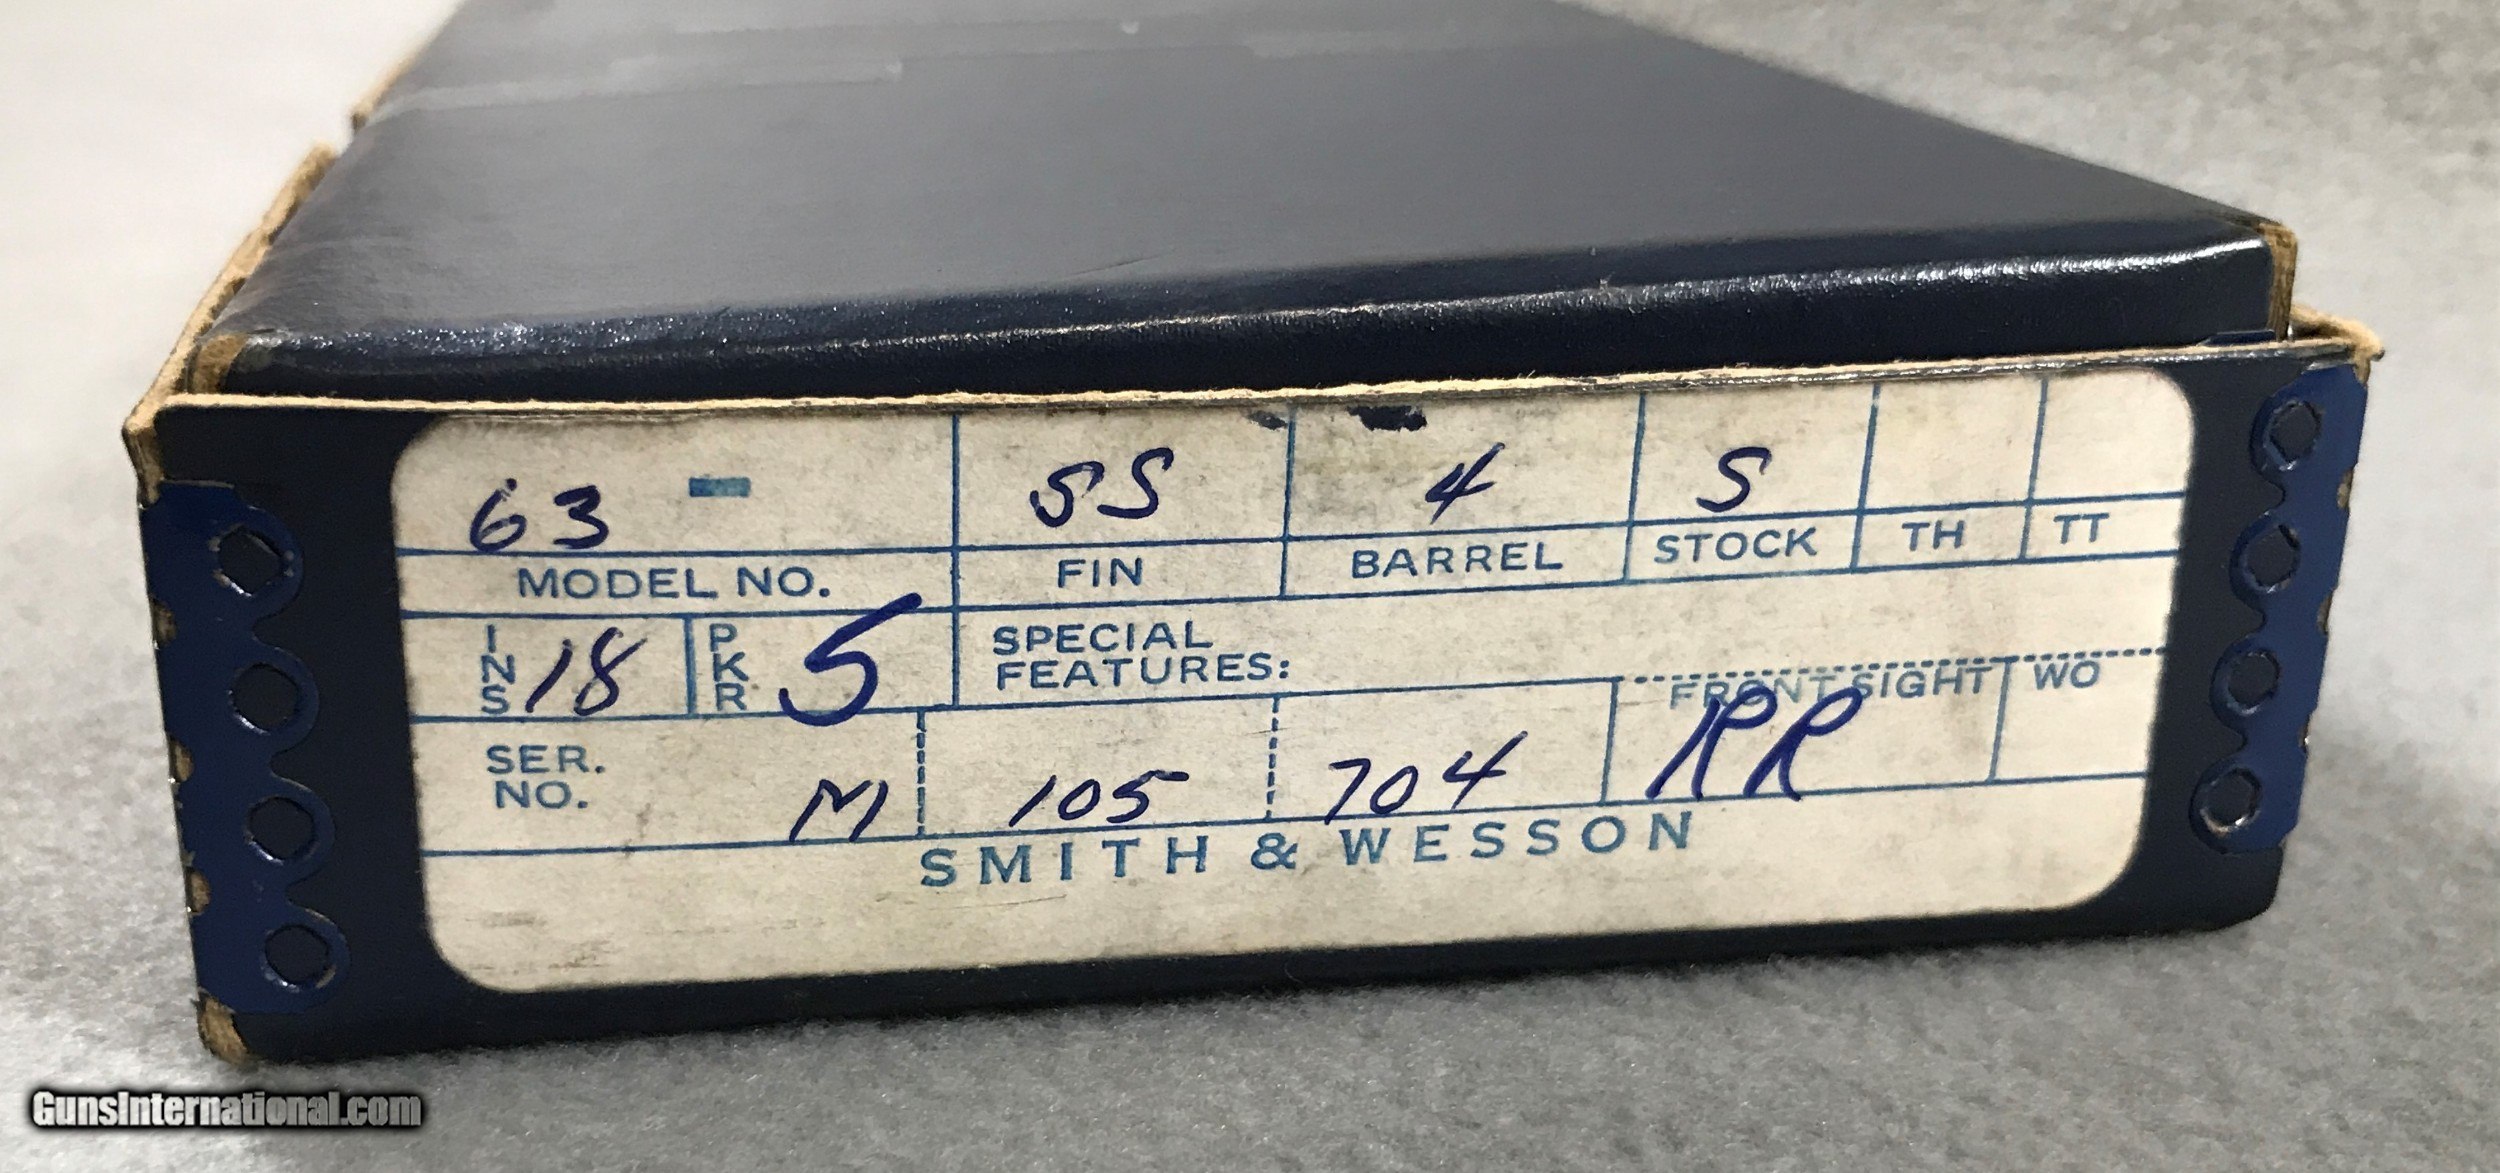 63 - SS 4 S
MODEL NO. FIN BARREL STOCK TH TT
INS 18 PKR 5 SPECIAL
FEATURES:
FRONT SIGHT WO
SER.
NO. M 105 704 RR
SMITH & WESSON
GunsInternational.com